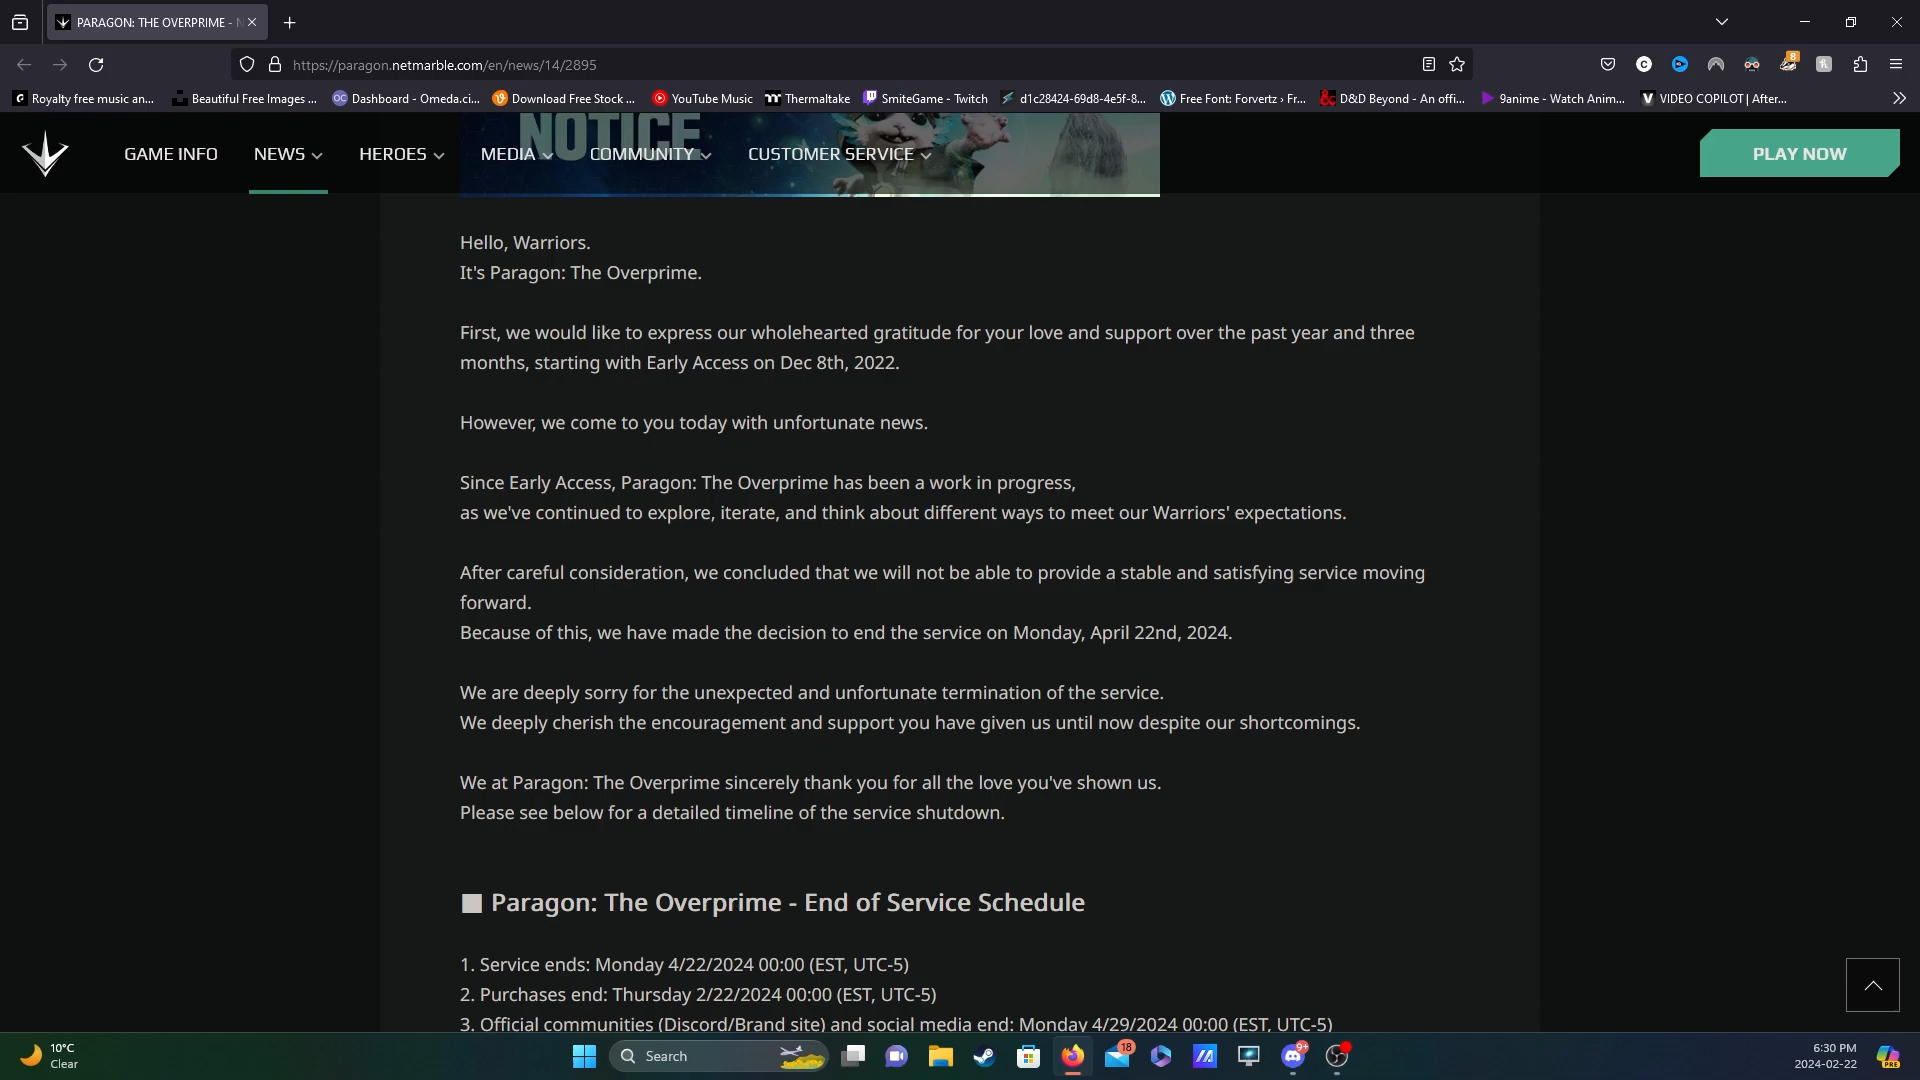 PARAGON: THE OVERPRIME - N
https://paragon.netmarble.com/en/news/14/2895
8
Royalty free music an...
Beautiful Free Images ...
OC Dashboard - Omeda.ci...
Download Free Stock ...
YouTube Music
Thermaltake
SmiteGame - Twitch
d1c28424-69d8-4e5f-8...
Free Font: Forvertz › Fr...
D&D Beyond - An offi...
9anime - Watch Anim...
VIDEO COPILOT | After...
NOTICE
GAME INFO
NEWS
HEROES
MEDIA
COMMUNITY
CUSTOMER SERVICE
PLAY NOW
Hello, Warriors.
It's Paragon: The Overprime.
First, we would like to express our wholehearted gratitude for your love and support over the past year and three
months, starting with Early Access on Dec 8th, 2022.
However, we come to you today with unfortunate news.
Since Early Access, Paragon: The Overprime has been a work in progress,
as we've continued to explore, iterate, and think about different ways to meet our Warriors' expectations.
After careful consideration, we concluded that we will not be able to provide a stable and satisfying service moving
forward.
Because of this, we have made the decision to end the service on Monday, April 22nd, 2024.
We are deeply sorry for the unexpected and unfortunate termination of the service.
We deeply cherish the encouragement and support you have given us until now despite our shortcomings.
We at Paragon: The Overprime sincerely thank you for all the love you've shown us.
Please see below for a detailed timeline of the service shutdown.
■ Paragon: The Overprime - End of Service Schedule
1. Service ends: Monday 4/22/2024 00:00 (EST, UTC-5)
2. Purchases end: Thursday 2/22/2024 00:00 (EST, UTC-5)
3. Official communities (Discord/Brand site) and social media end: Monday 4/29/2024 00:00 (EST, UTC-5)
10°C
Clear
Search
18
9+
6:30 PM
2024-02-22
PRE